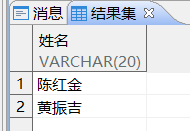 消息 结果集
姓名
VARCHAR(20)
1 陈红金
2 黄振吉